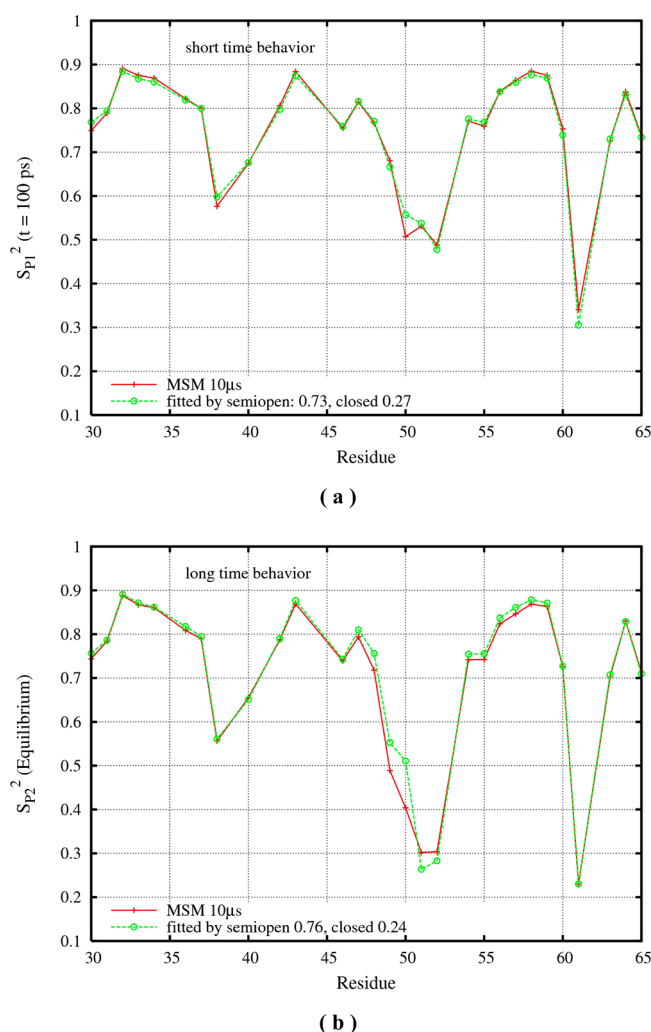 1
0.9
0.8
0.7
0.6
0.5
0.4
0.3
0.2
0.1
S_P1^2 (t = 100 ps)
short time behavior
MSM 10μs
fitted by semiopen: 0.73, closed 0.27
30 35 40 45 50 55 60 65
Residue
( a )
1
0.9
0.8
0.7
0.6
0.5
0.4
0.3
0.2
0.1
S_P2^2 (Equilibrium)
long time behavior
MSM 10μs
fitted by semiopen 0.76, closed 0.24
30 35 40 45 50 55 60 65
Residue
( b )